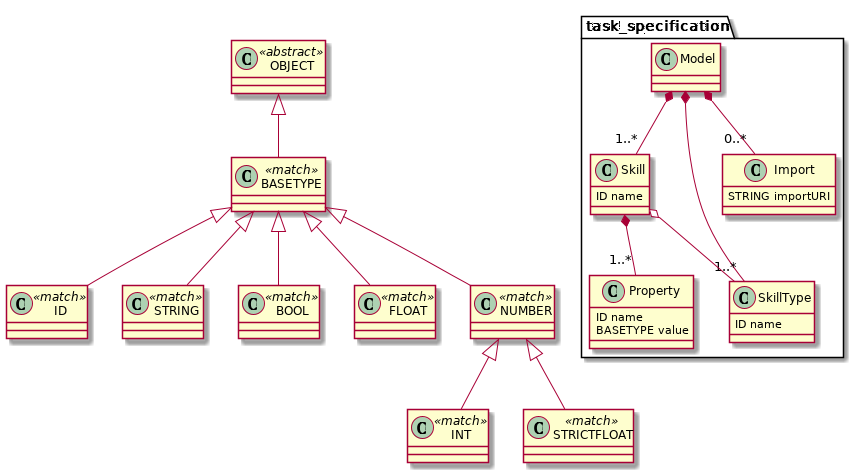 task_specification
C «abstract»
OBJECT
C Model
1..*
0..*
C «match»
BASETYPE
C Skill
ID name
C Import
STRING importURI
1..*
1..*
C «match»
ID
C «match»
STRING
C «match»
BOOL
C «match»
FLOAT
C «match»
NUMBER
C Property
ID name
BASETYPE value
C SkillType
ID name
C «match»
INT
C «match»
STRICTFLOAT